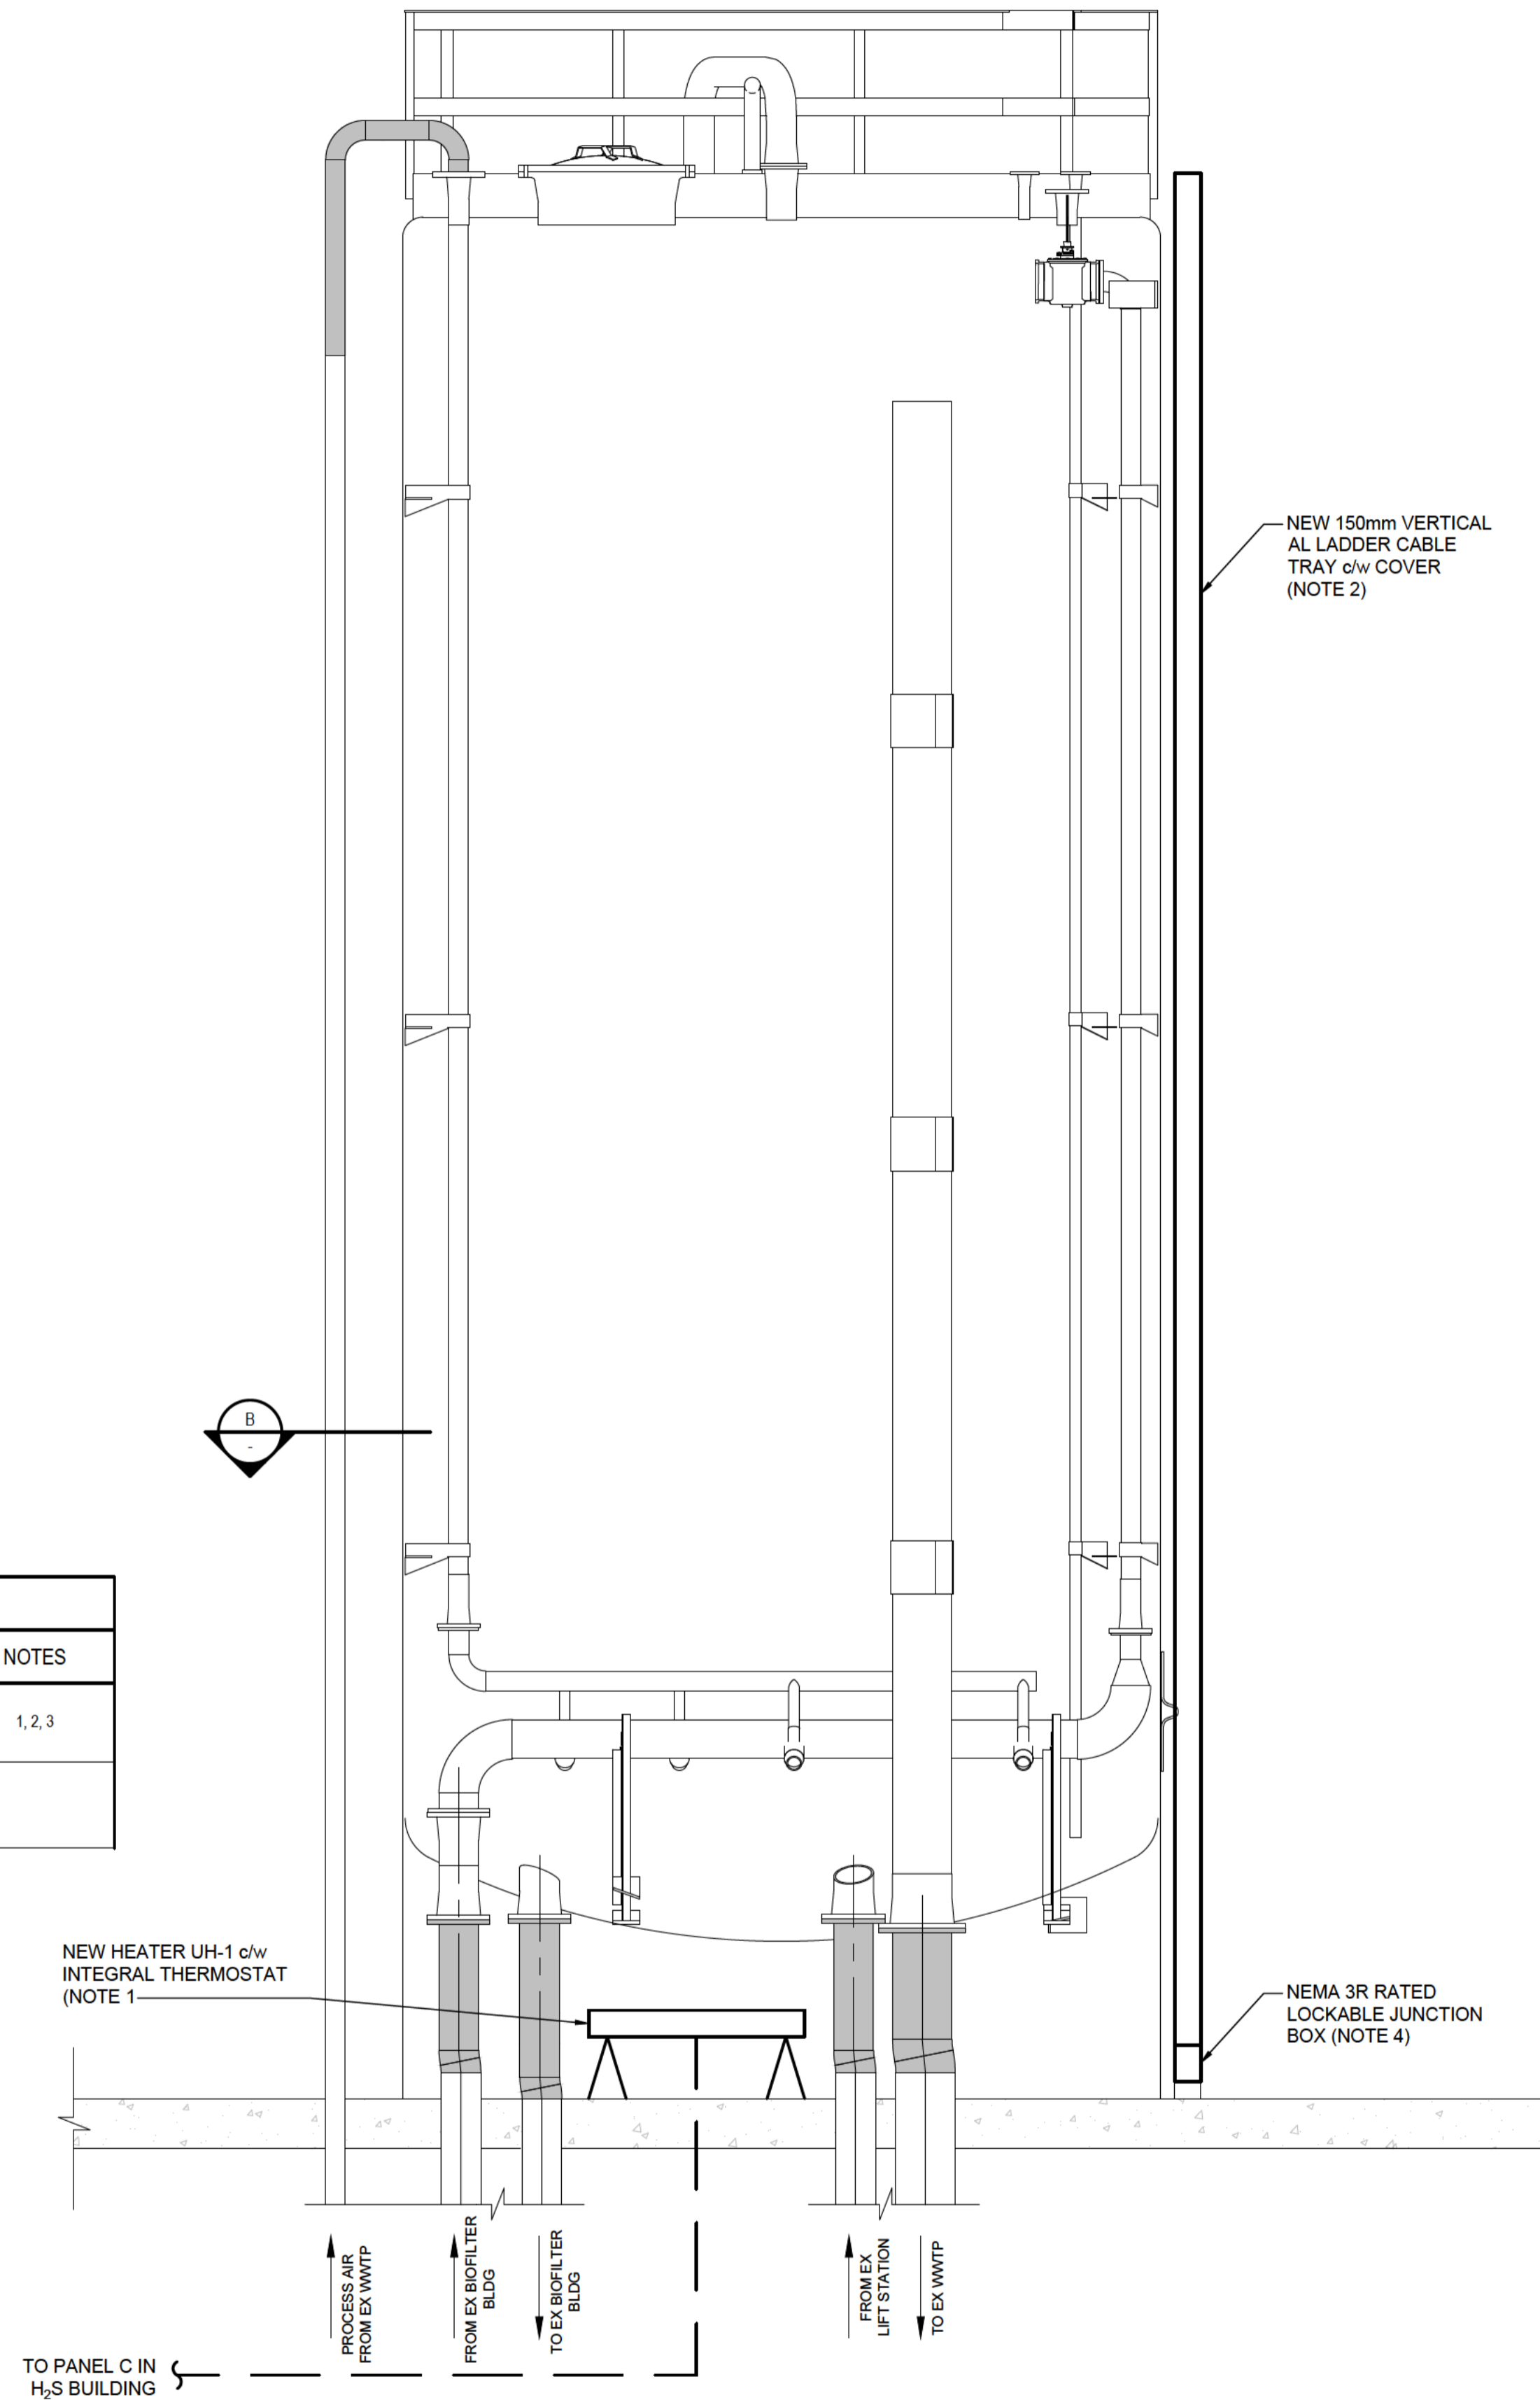 NEW 150mm VERTICAL
AL LADDER CABLE
TRAY c/w COVER
(NOTE 2)
B
-
NOTES
1, 2, 3
NEW HEATER UH-1 c/w
INTEGRAL THERMOSTAT
(NOTE 1
NEMA 3R RATED
LOCKABLE JUNCTION
BOX (NOTE 4)
PROCESS AIR
FROM EX WWTP
FROM EX BIOFILTER
BLDG
TO EX BIOFILTER
BLDG
FROM EX
LIFT STATION
TO EX WWTP
TO PANEL C IN
H₂S BUILDING